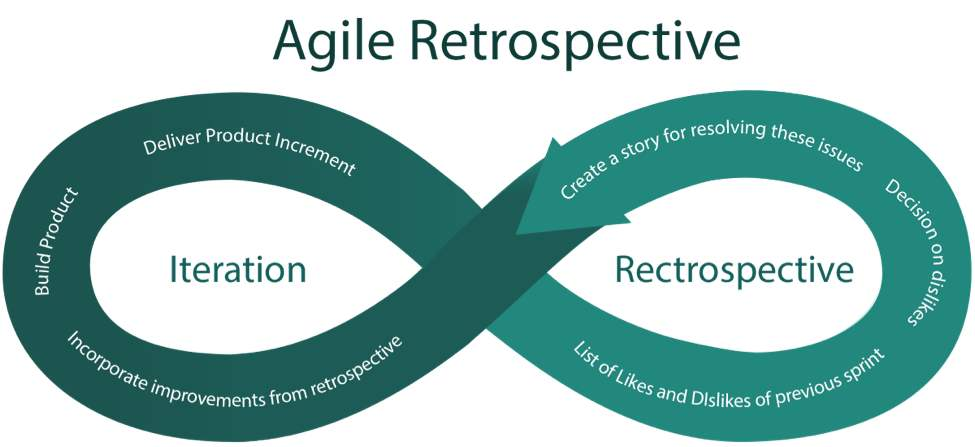 Agile Retrospective
Deliver Product Increment
Build Product
Iteration
Incorporate improvements from retrospective
Create a story for resolving these issues
Decision on dislikes
Rectrospective
List of Likes and DIslikes of previous sprint